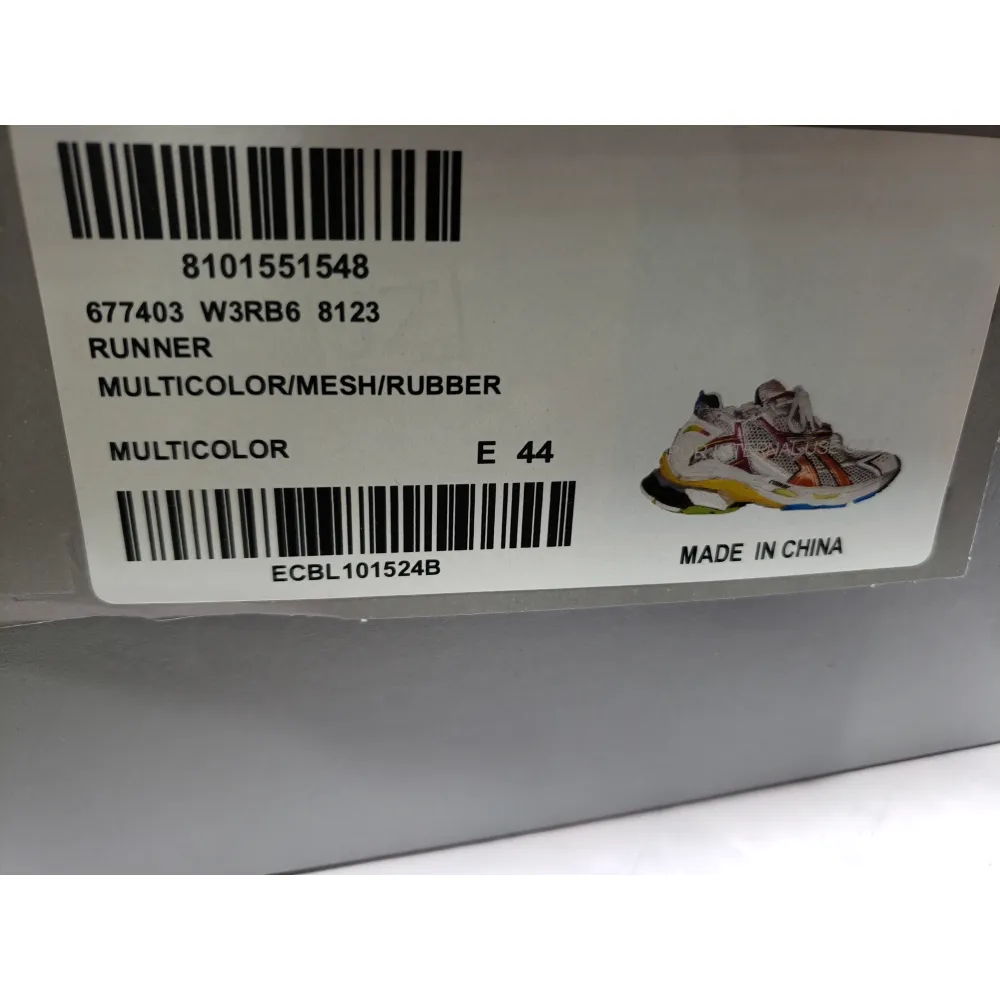 8101551548
677403 W3RB6 8123
RUNNER
MULTICOLOR/MESH/RUBBER
MULTICOLOR E 44
ECBL101524B
MADE IN CHINA